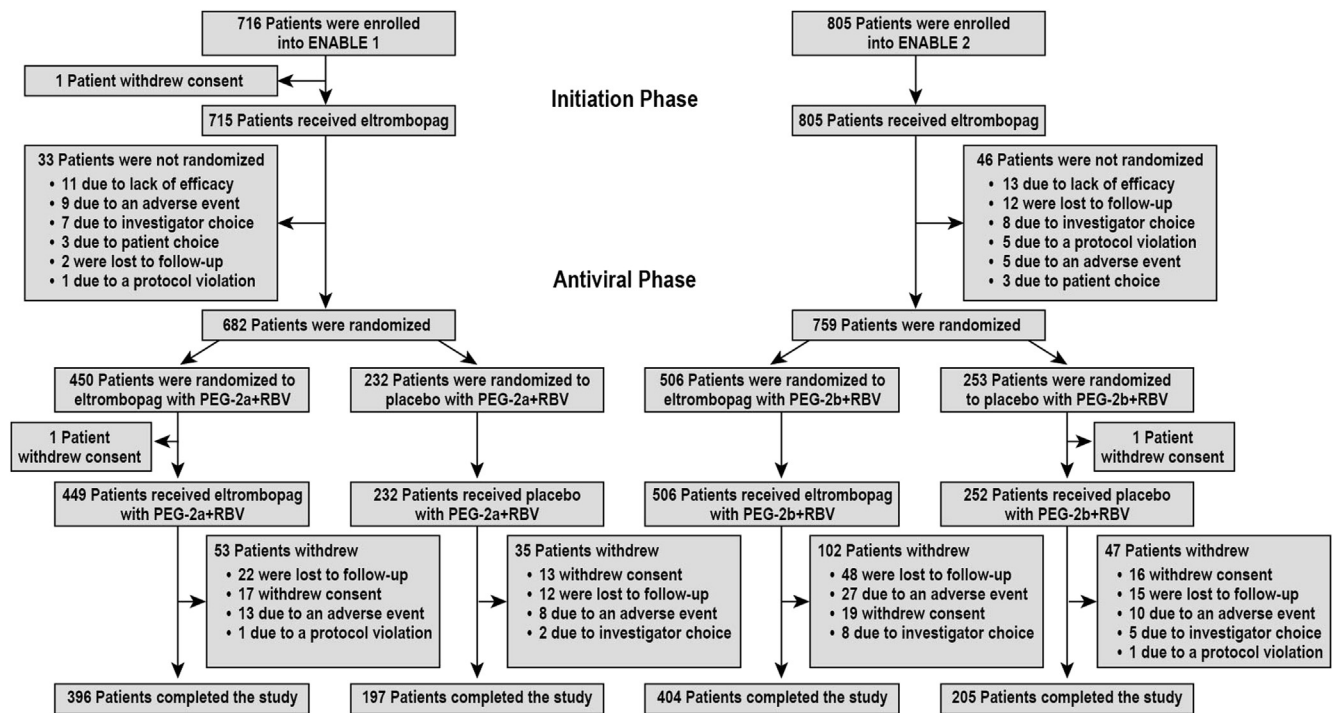 716 Patients were enrolled
into ENABLE 1
805 Patients were enrolled
into ENABLE 2
1 Patient withdrew consent
Initiation Phase
715 Patients received eltrombopag
805 Patients received eltrombopag
33 Patients were not randomized
• 11 due to lack of efficacy
• 9 due to an adverse event
• 7 due to investigator choice
• 3 due to patient choice
• 2 were lost to follow-up
• 1 due to a protocol violation
46 Patients were not randomized
• 13 due to lack of efficacy
• 12 were lost to follow-up
• 8 due to investigator choice
• 5 due to a protocol violation
• 5 due to an adverse event
• 3 due to patient choice
Antiviral Phase
682 Patients were randomized
759 Patients were randomized
450 Patients were randomized to
eltrombopag with PEG-2a+RBV
232 Patients were randomized to
placebo with PEG-2a+RBV
506 Patients were randomized to
eltrombopag with PEG-2b+RBV
253 Patients were randomized
to placebo with PEG-2b+RBV
1 Patient
withdrew consent
1 Patient
withdrew consent
449 Patients received eltrombopag
with PEG-2a+RBV
232 Patients received placebo
with PEG-2a+RBV
506 Patients received eltrombopag
with PEG-2b+RBV
252 Patients received placebo
with PEG-2b+RBV
53 Patients withdrew
• 22 were lost to follow-up
• 17 withdrew consent
• 13 due to an adverse event
• 1 due to a protocol violation
35 Patients withdrew
• 13 withdrew consent
• 12 were lost to follow-up
• 8 due to an adverse event
• 2 due to investigator choice
102 Patients withdrew
• 48 were lost to follow-up
• 27 due to an adverse event
• 19 withdrew consent
• 8 due to investigator choice
47 Patients withdrew
• 16 withdrew consent
• 15 were lost to follow-up
• 10 due to an adverse event
• 5 due to investigator choice
• 1 due to a protocol violation
396 Patients completed the study
197 Patients completed the study
404 Patients completed the study
205 Patients completed the study